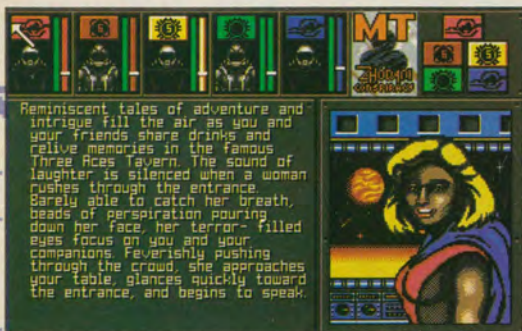 MT
ZHODANI
CONSPIRACY
Reminiscent tales of adventure and
intrigue fill the air as you and
your friends share drinks and
relive memories in the famous
Three Aces Tavern. The sound of
laughter is silenced when a woman
rushes through the entrance.
Barely able to catch her breath,
beads of perspiration pouring
down her face, her terror- filled
eyes focus on you and your
companions. Feverishly pushing
through the crowd, she approaches
your table, glances quickly toward
the entrance, and begins to speak.